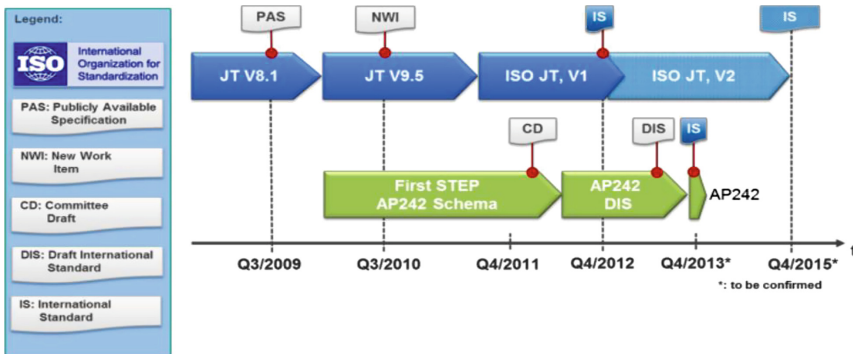 Legend:
ISO
International
Organization for
Standardization
PAS: Publicly Available
Specification
NWI: New Work
Item
CD: Committee
Draft
DIS: Draft International
Standard
IS: International
Standard
PAS
NWI
IS
IS
JT V8.1
JT V9.5
ISO JT, V1
ISO JT, V2
CD
DIS
IS
First STEP
AP242 Schema
AP242
DIS
AP242
t
Q3/2009
Q3/2010
Q4/2011
Q4/2012
Q4/2013*
Q4/2015*
*: to be confirmed